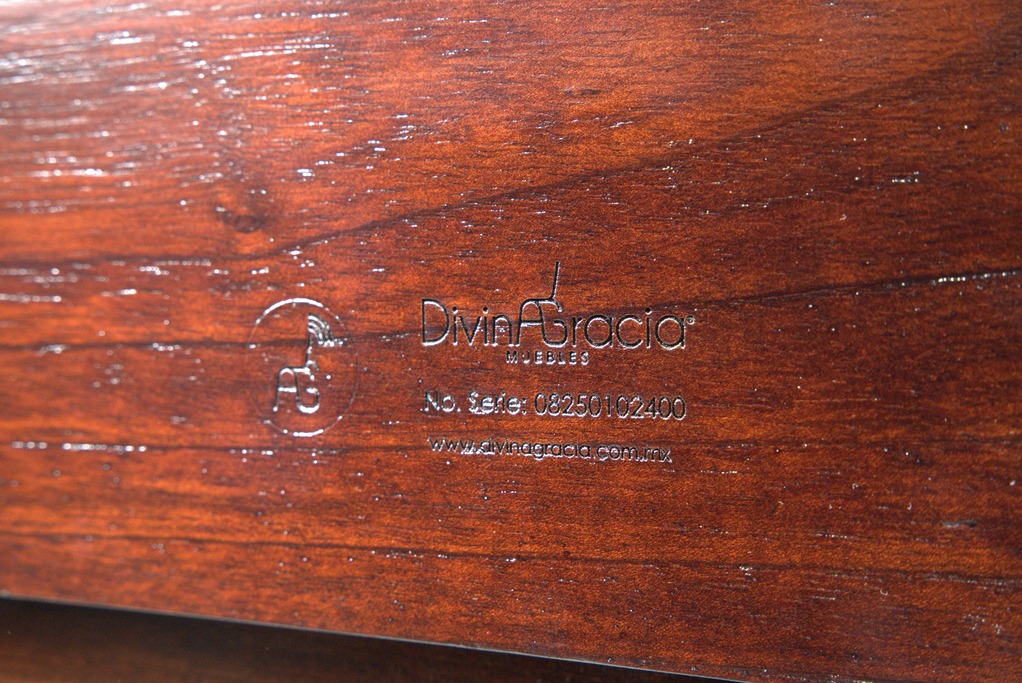 AG
DivinAGracia®
MUEBLES
No. Serie: 08250102400
www.divinagracia.com.mx